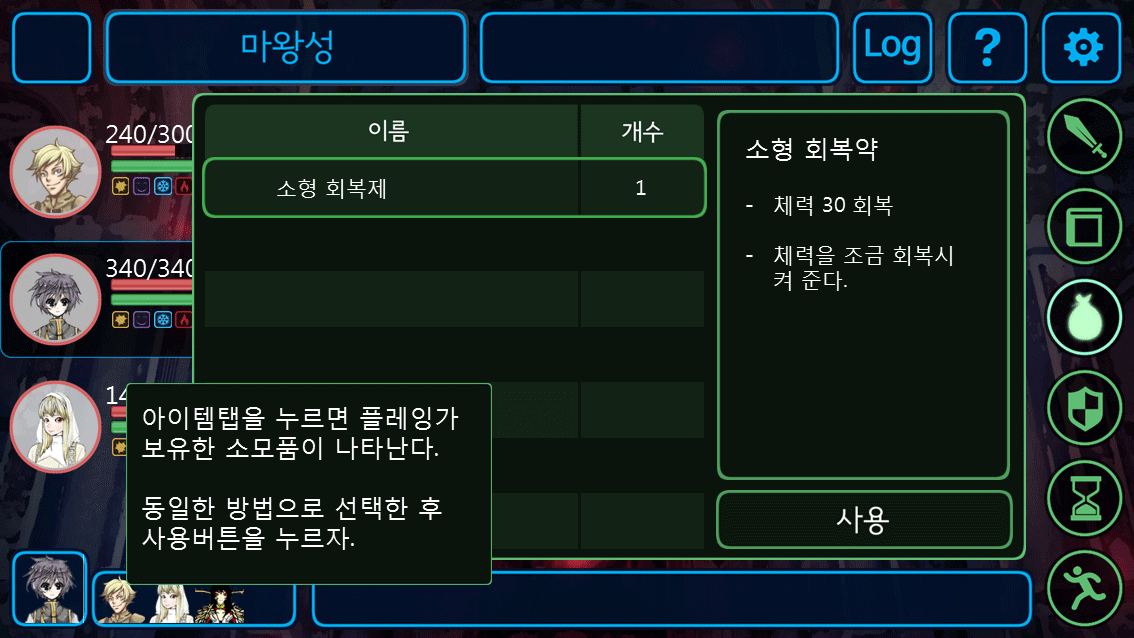 마왕성
Log
?
240/300
이름
개수
소형 회복제
1
소형 회복약
- 체력 30 회복
- 체력을 조금 회복시
켜 준다.
340/340
14
아이템탭을 누르면 플레잉가
보유한 소모품이 나타난다.
동일한 방법으로 선택한 후
사용버튼을 누르자.
사용